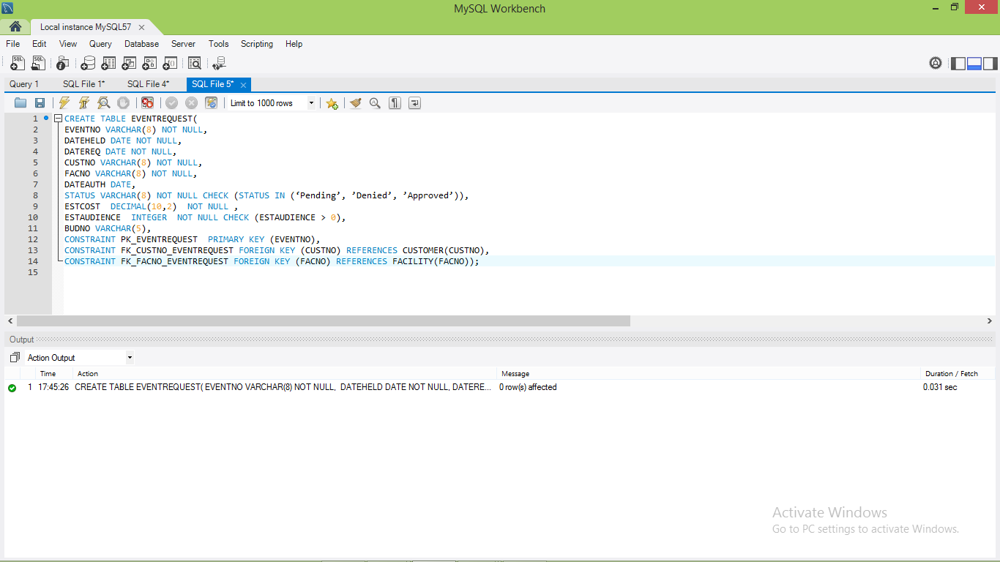 MySQL Workbench
Local instance MySQL57
File Edit View Query Database Server Tools Scripting Help
Query 1 SQL File 1* SQL File 4* SQL File 5*
Limit to 1000 rows
1 CREATE TABLE EVENTREQUEST(
2 EVENTNO VARCHAR(8) NOT NULL,
3 DATEHELD DATE NOT NULL,
4 DATEREQ DATE NOT NULL,
5 CUSTNO VARCHAR(8) NOT NULL,
6 FACNO VARCHAR(8) NOT NULL,
7 DATEAUTH DATE,
8 STATUS VARCHAR(8) NOT NULL CHECK (STATUS IN (‘Pending’, ’Denied’, ’Approved’)),
9 ESTCOST  DECIMAL(10,2)  NOT NULL ,
10 ESTAUDIENCE  INTEGER  NOT NULL CHECK (ESTAUDIENCE > 0),
11 BUDNO VARCHAR(5),
12 CONSTRAINT PK_EVENTREQUEST  PRIMARY KEY (EVENTNO),
13 CONSTRAINT FK_CUSTNO_EVENTREQUEST FOREIGN KEY (CUSTNO) REFERENCES CUSTOMER(CUSTNO),
14 CONSTRAINT FK_FACNO_EVENTREQUEST FOREIGN KEY (FACNO) REFERENCES FACILITY(FACNO));
15
Output
Action Output
Time Action Message Duration / Fetch
1 17:45:26 CREATE TABLE EVENTREQUEST( EVENTNO VARCHAR(8) NOT NULL,  DATEHELD DATE NOT NULL, DATERE... 0 row(s) affected 0.031 sec
Activate Windows
Go to PC settings to activate Windows.